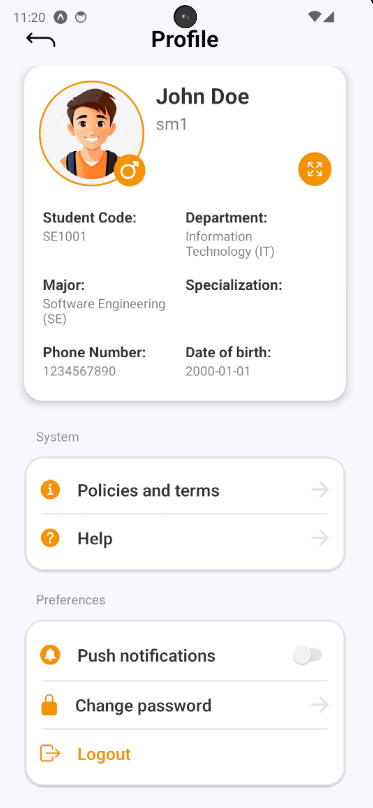 11:20
Profile
John Doe
sm1
Student Code:
SE1001
Department:
Information
Technology (IT)
Major:
Software Engineering
(SE)
Specialization:
Phone Number:
1234567890
Date of birth:
2000-01-01
System
Policies and terms
Help
Preferences
Push notifications
Change password
Logout